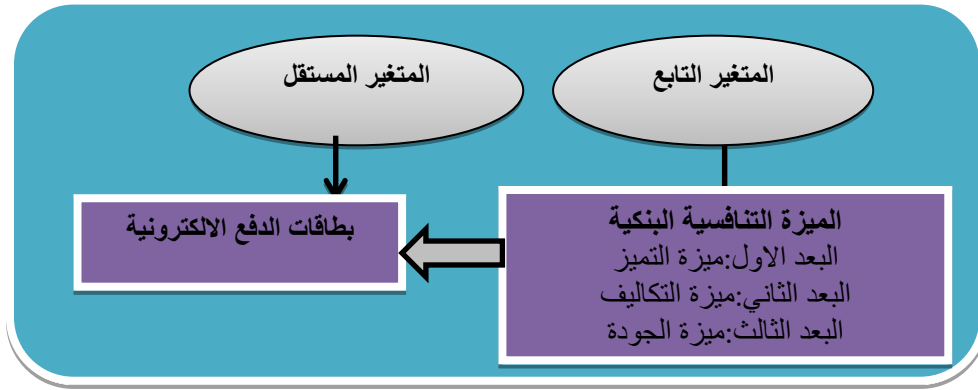 المتغير التابع
المتغير المستقل
الميزة التنافسية البنكية
البعد الاول:ميزة التميز
البعد الثاني:ميزة التكاليف
البعد الثالث:ميزة الجودة
بطاقات الدفع الالكترونية